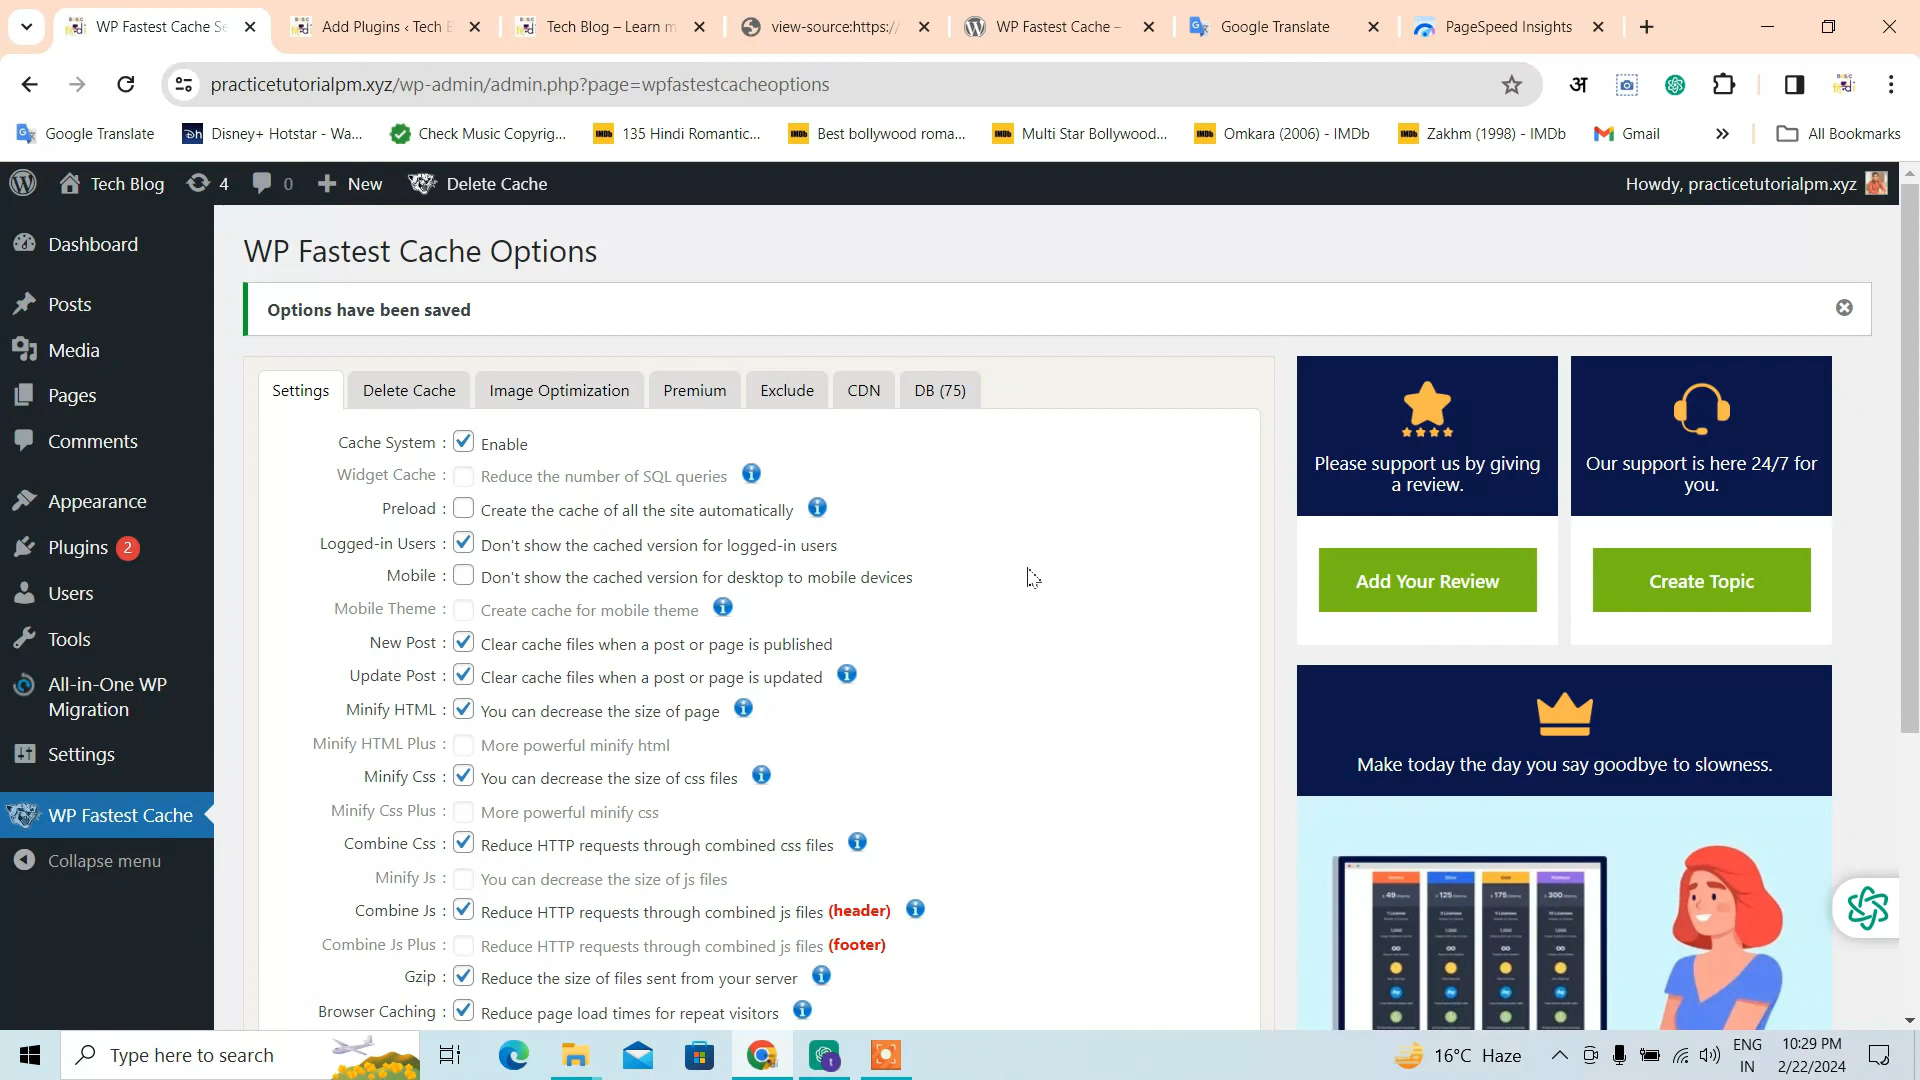 WP Fastest Cache Se
Add Plugins ‹ Tech B
Tech Blog – Learn m
view-source:https://
WP Fastest Cache –
Google Translate
PageSpeed Insights
practicetutorialpm.xyz/wp-admin/admin.php?page=wpfastestcacheoptions
अ
Google Translate
Disney+ Hotstar - Wa...
Check Music Copyrig...
135 Hindi Romantic...
Best bollywood roma...
Multi Star Bollywood...
Omkara (2006) - IMDb
Zakhm (1998) - IMDb
Gmail
»
All Bookmarks
Tech Blog
4
0
New
Delete Cache
Howdy, practicetutorialpm.xyz
Dashboard
Posts
Media
Pages
Comments
Appearance
Plugins 2
Users
Tools
All-in-One WP
Migration
Settings
WP Fastest Cache
Collapse menu
WP Fastest Cache Options
Options have been saved
Settings
Delete Cache
Image Optimization
Premium
Exclude
CDN
DB (75)
Cache System : Enable
Widget Cache : Reduce the number of SQL queries
Preload : Create the cache of all the site automatically
Logged-in Users : Don't show the cached version for logged-in users
Mobile : Don't show the cached version for desktop to mobile devices
Mobile Theme : Create cache for mobile theme
New Post : Clear cache files when a post or page is published
Update Post : Clear cache files when a post or page is updated
Minify HTML : You can decrease the size of page
Minify HTML Plus : More powerful minify html
Minify Css : You can decrease the size of css files
Minify Css Plus : More powerful minify css
Combine Css : Reduce HTTP requests through combined css files
Minify Js : You can decrease the size of js files
Combine Js : Reduce HTTP requests through combined js files (header)
Combine Js Plus : Reduce HTTP requests through combined js files (footer)
Gzip : Reduce the size of files sent from your server
Browser Caching : Reduce page load times for repeat visitors
Please support us by giving
a review.
Add Your Review
Our support is here 24/7 for
you.
Create Topic
Make today the day you say goodbye to slowness.
49
125
175
300
Type here to search
16°C Haze
ENG
IN
10:29 PM
2/22/2024